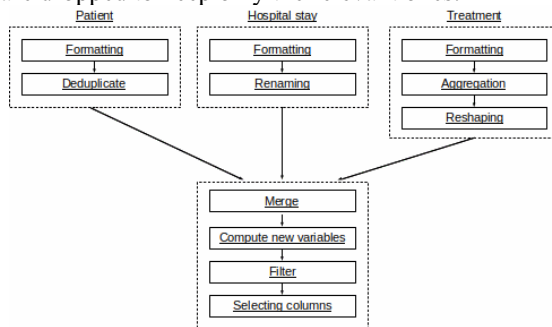 Patient
Hospital stay
Treatment
Formatting
Formatting
Formatting
Deduplicate
Renaming
Aggregation
Reshaping
Merge
Compute new variables
Filter
Selecting columns